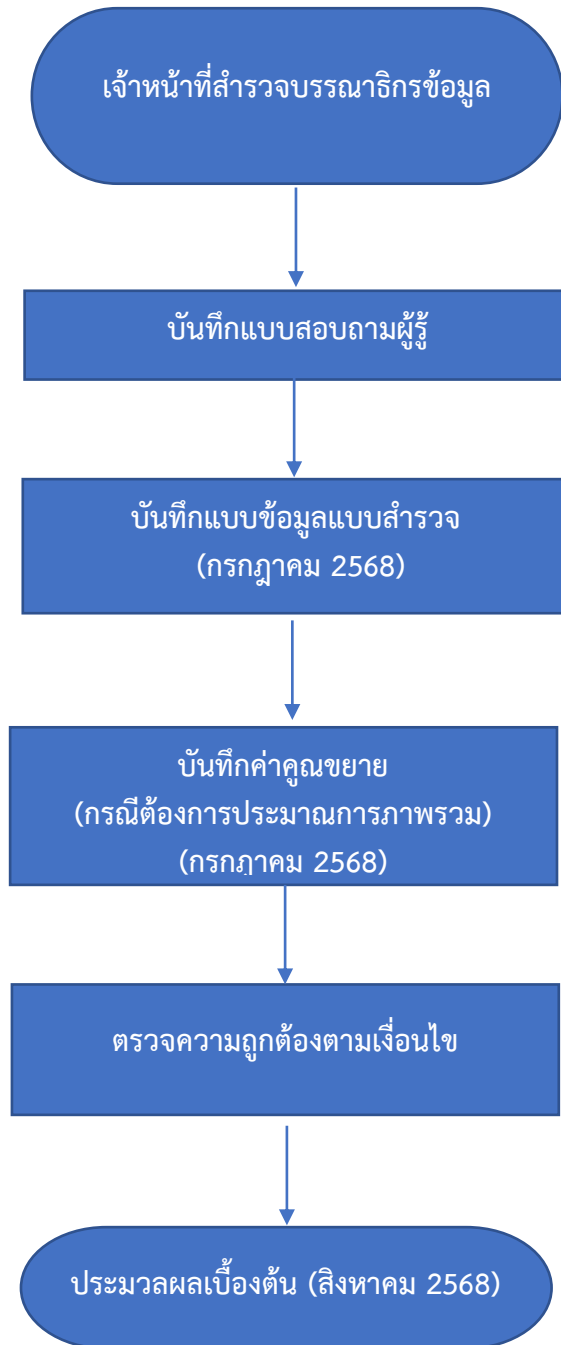 เจ้าหน้าที่สำรวจบรรณาธิกรข้อมูล
บันทึกแบบสอบถามผู้รู้
บันทึกแบบข้อมูลแบบสำรวจ
(กรกฎาคม 2568)
บันทึกค่าคูณขยาย
(กรณีต้องการประมาณการภาพรวม)
(กรกฎาคม 2568)
ตรวจความถูกต้องตามเงื่อนไข
ประมวลผลเบื้องต้น (สิงหาคม 2568)